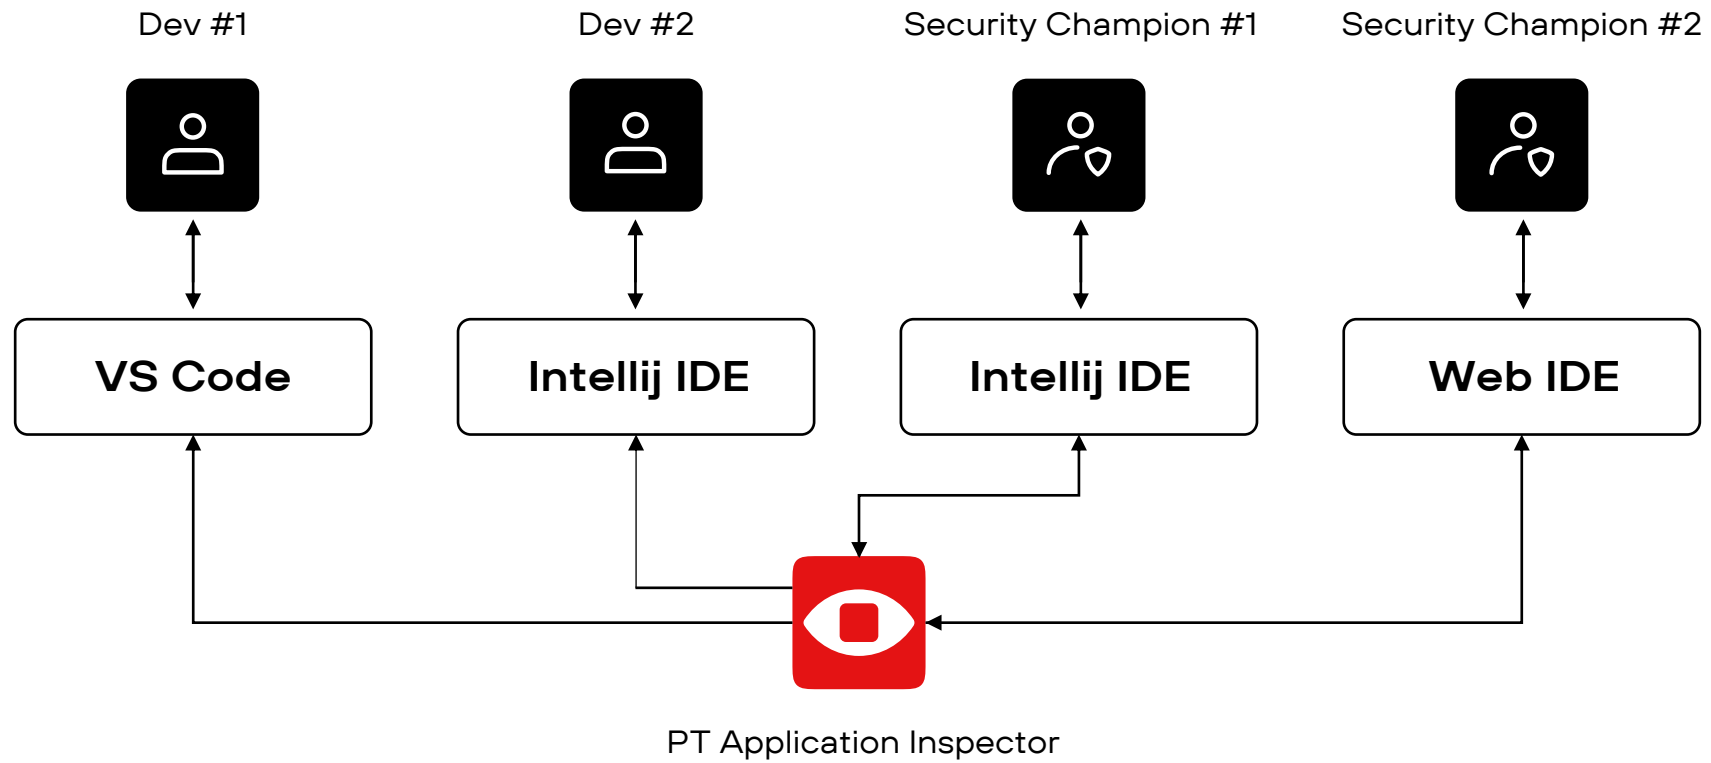 Dev #1
Dev #2
Security Champion #1
Security Champion #2
VS Code
Intellij IDE
Intellij IDE
Web IDE
PT Application Inspector